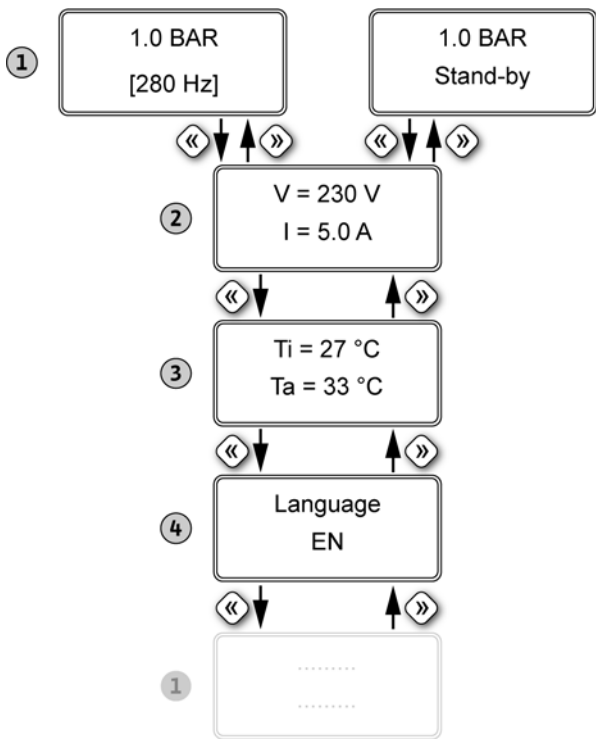 1
1.0 BAR
[280 Hz]
1.0 BAR
Stand-by
« » « »
2
V = 230 V
I = 5.0 A
« »
3
Ti = 27 °C
Ta = 33 °C
« »
4
Language
EN
« »
1
.........
.........